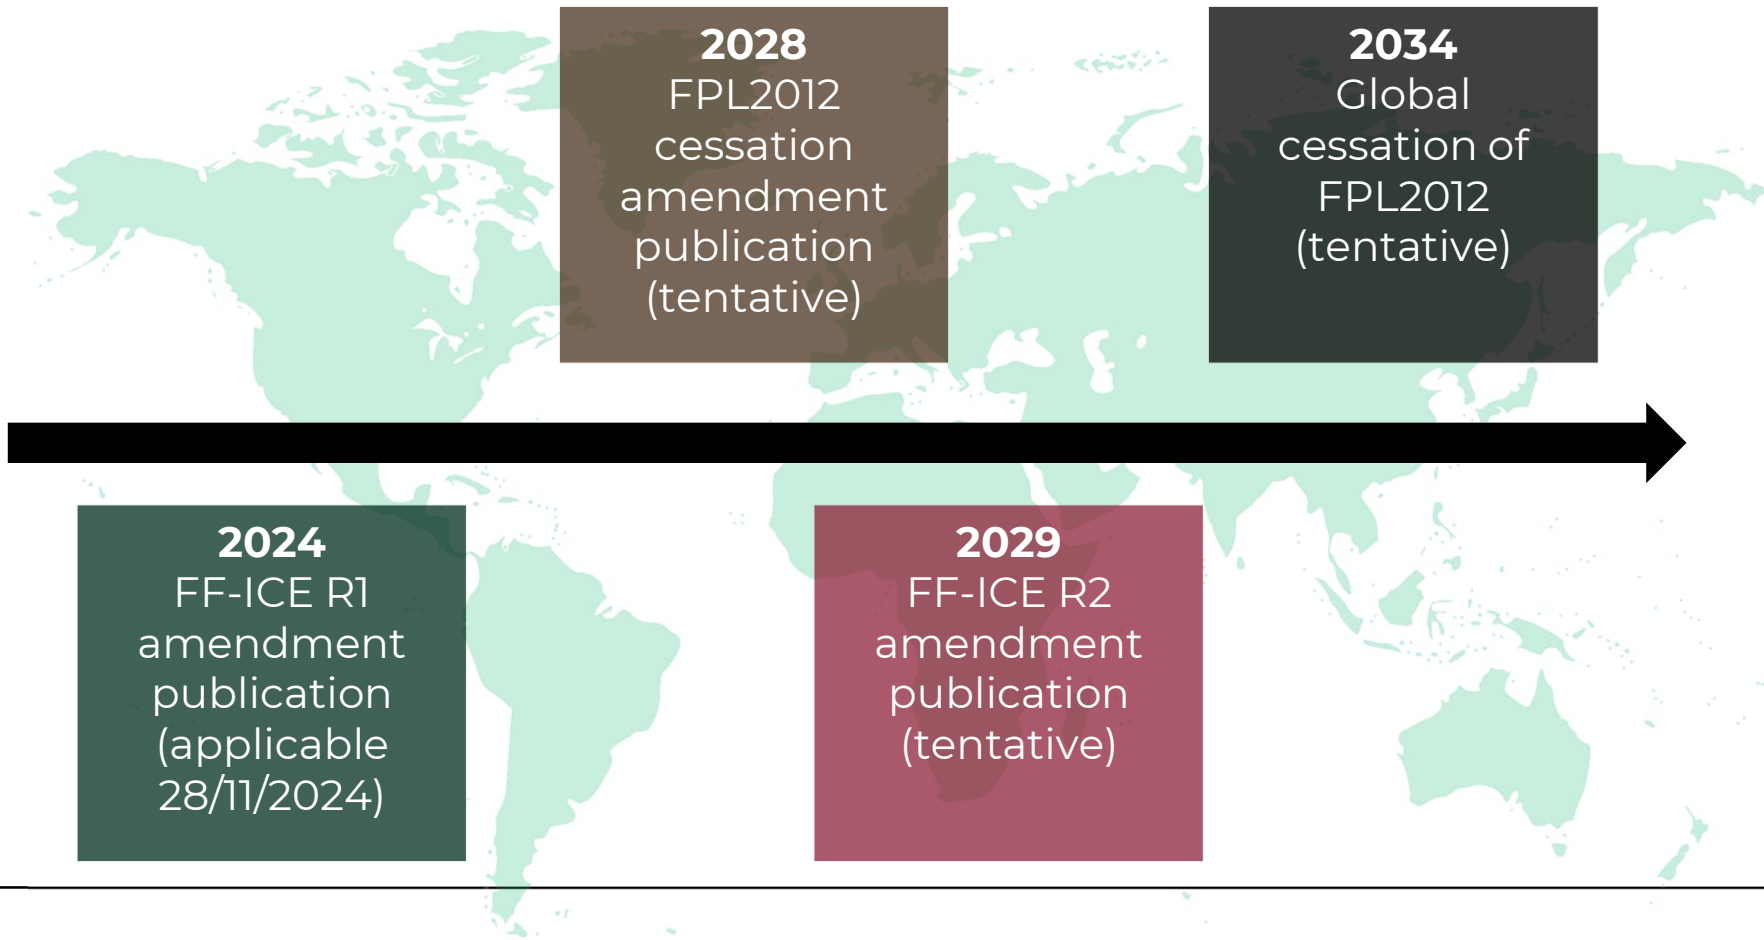 2028
FPL2012
cessation
amendment
publication
(tentative)
2034
Global
cessation of
FPL2012
(tentative)
2024
FF-ICE R1
amendment
publication
(applicable
28/11/2024)
2029
FF-ICE R2
amendment
publication
(tentative)